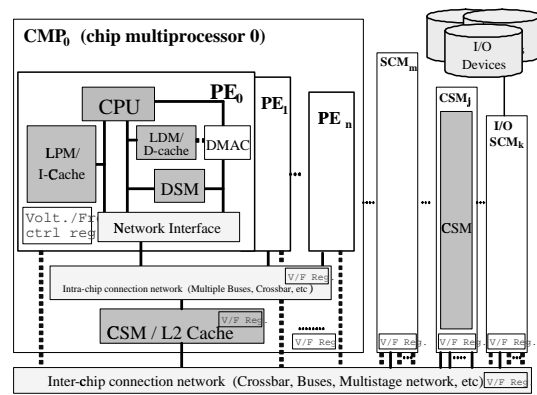 CMP0 (chip multiprocessor 0)
SCMm
I/O
Devices
CPU
PE0
PE1
PE n
CSMj
I/O
SCMk
LPM/
I-Cache
LDM/
D-cache
DMAC
DSM
Volt./Fre
ctrl reg
Network Interface
CSM
V/F Reg.
Intra-chip connection network (Multiple Buses, Crossbar, etc)
V/F Reg.
CSM / L2 Cache
V/F Reg.
V/F Reg.
V/F Reg.
V/F Reg.
Inter-chip connection network (Crossbar, Buses, Multistage network, etc)
V/F Reg.